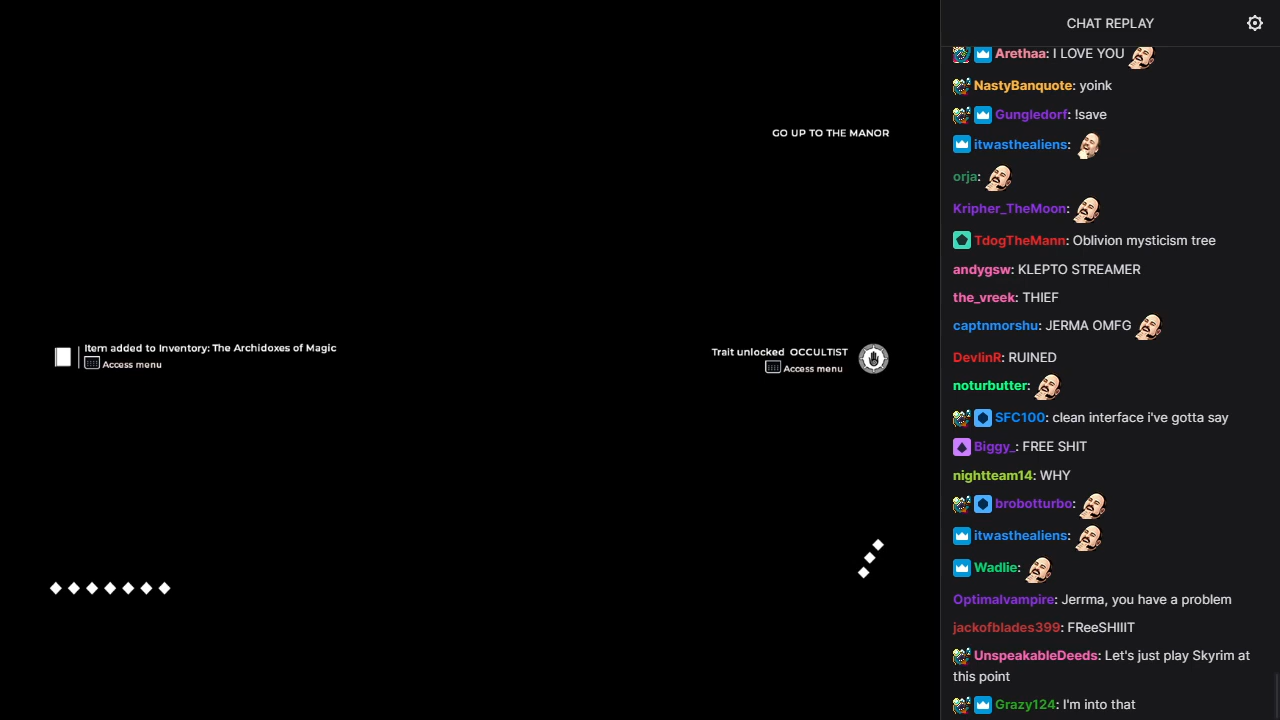 GO UP TO THE MANOR
Item added to Inventory: The Archidoxes of Magic
Access menu
Trait unlocked OCCULTIST
Access menu
CHAT REPLAY
Arethaa: I LOVE YOU
NastyBanquote: yoink
Gungledorf: !save
itwasthealiens:
orja:
Kripher_TheMoon:
TdogTheMann: Oblivion mysticism tree
andygsw: KLEPTO STREAMER
the_vreek: THIEF
captnmorshu: JERMA OMFG
DevlinR: RUINED
noturbutter:
SFC100: clean interface i've gotta say
Biggy_: FREE SHIT
nightteam14: WHY
brobotturbo:
itwasthealiens:
Wadlie:
Optimalvampire: Jerrma, you have a problem
jackofblades399: FReeSHIIIT
UnspeakableDeeds: Let's just play Skyrim at
this point
Grazy124: I'm into that